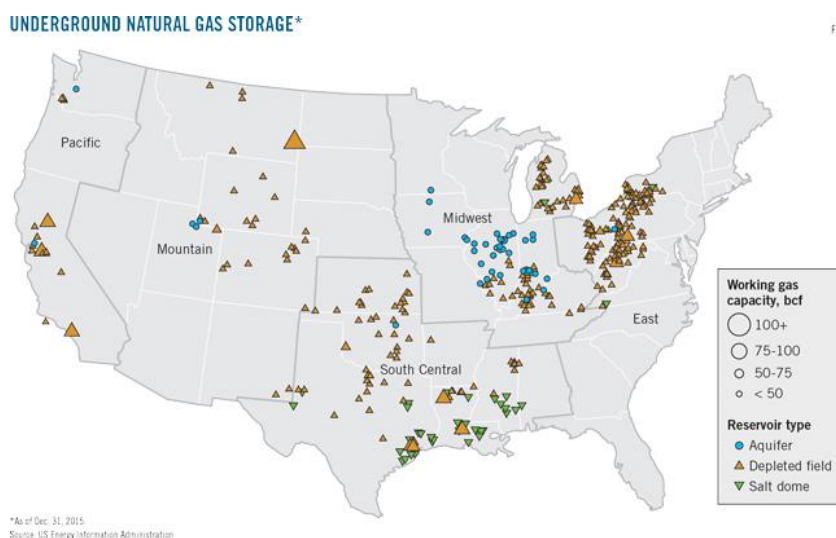 UNDERGROUND NATURAL GAS STORAGE*
F
Pacific
Mountain
Midwest
East
South Central
Working gas
capacity, bcf
100+
75-100
50-75
< 50
Reservoir type
Aquifer
Depleted field
Salt dome
*As of Dec. 31, 2015.
Source: US Energy Information Administration